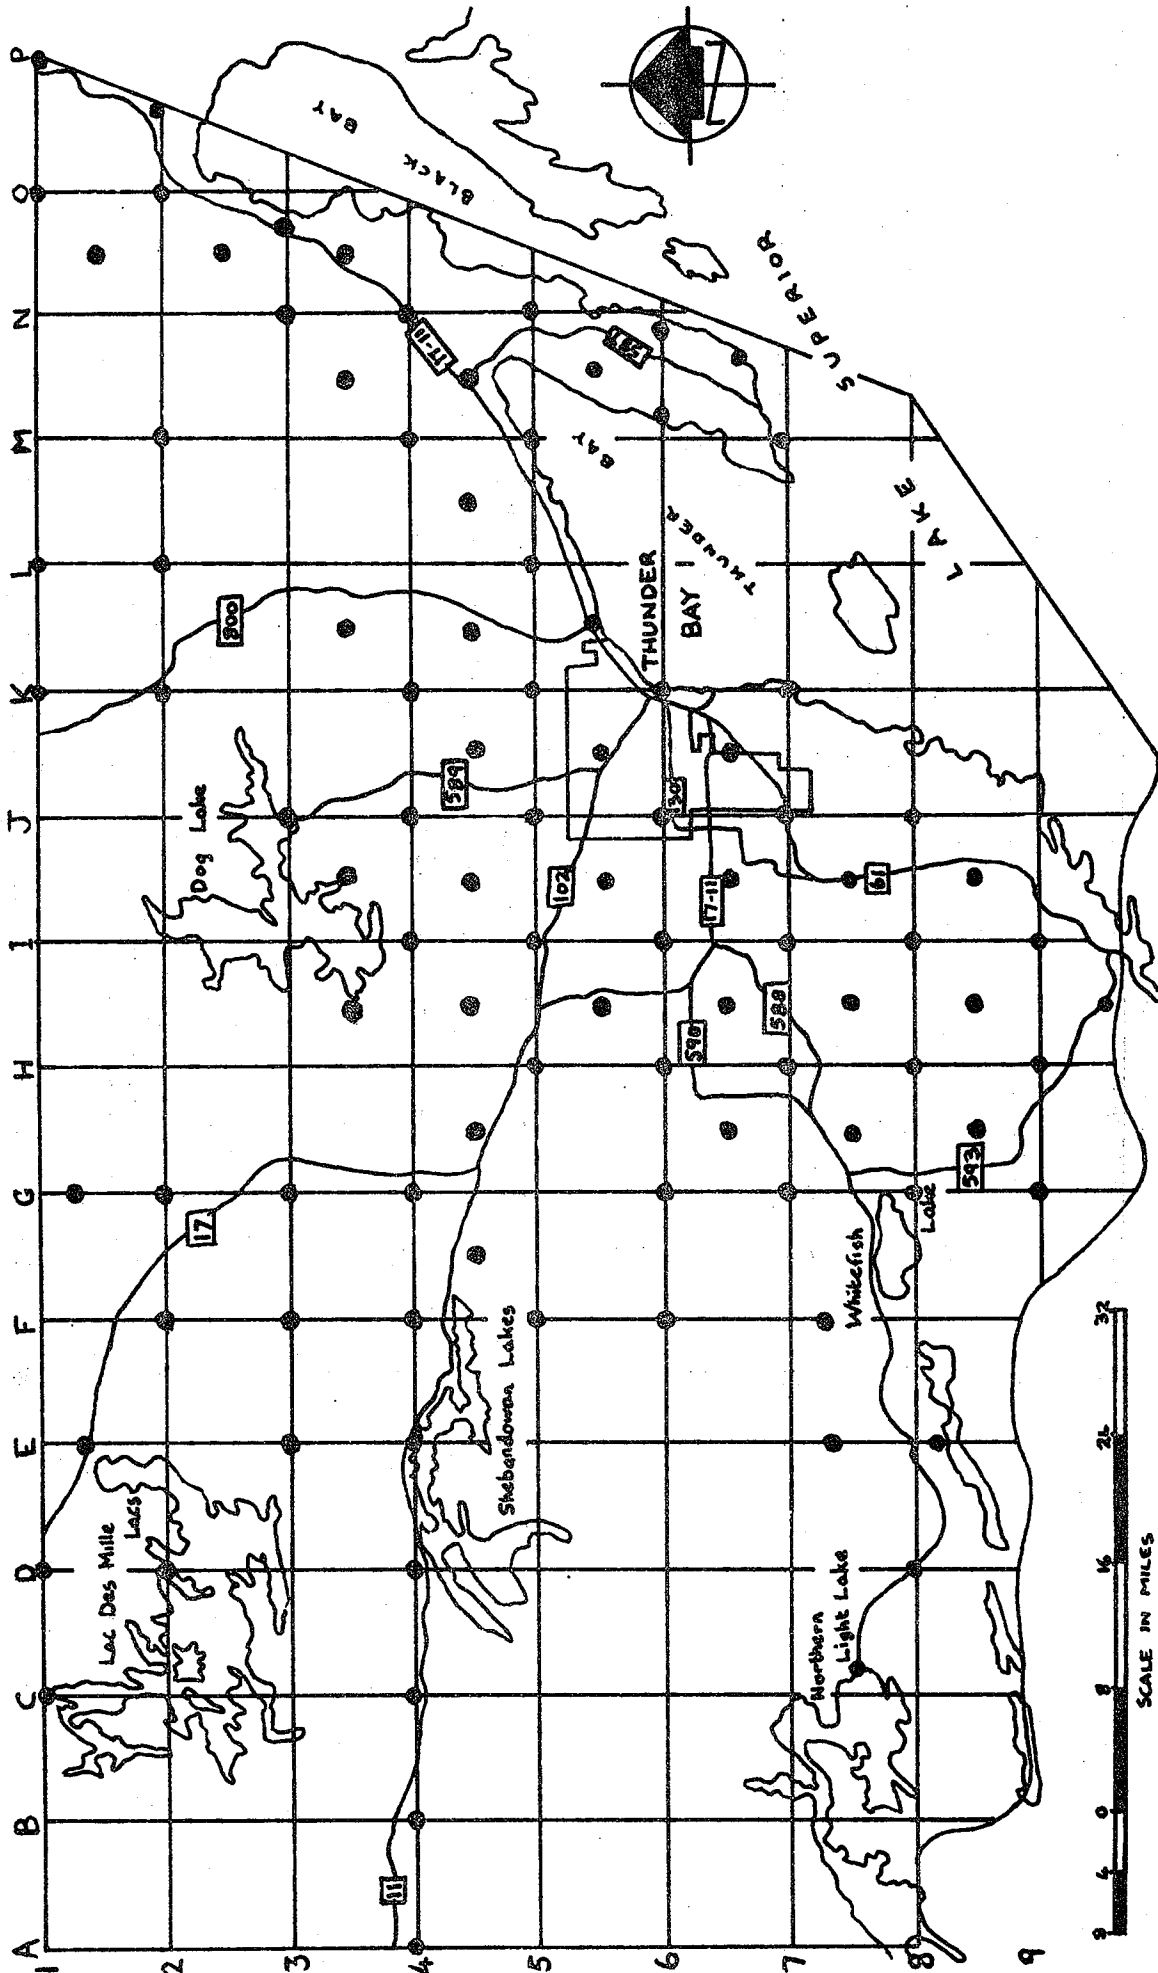 A B C D E F G H I J K L M N O P
1
2
3
4
5
6
7
8
9
Lac Des Mille
Lacs
17
Dog Lake
800
BLACK
BAY
11
Shebandowan Lakes
589
102
17-11
587
THUNDER
BAY
THUNDER
BAY
130
17-11
590
588
61
593
Northern
Light Lake
Whitefish
Lake
LAKE
SUPERIOR
8 4 0 8 16 26 32
SCALE IN MILES